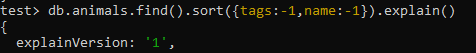 test> db.animals.find().sort({tags:-1,name:-1}).explain()
{
  explainVersion: '1',